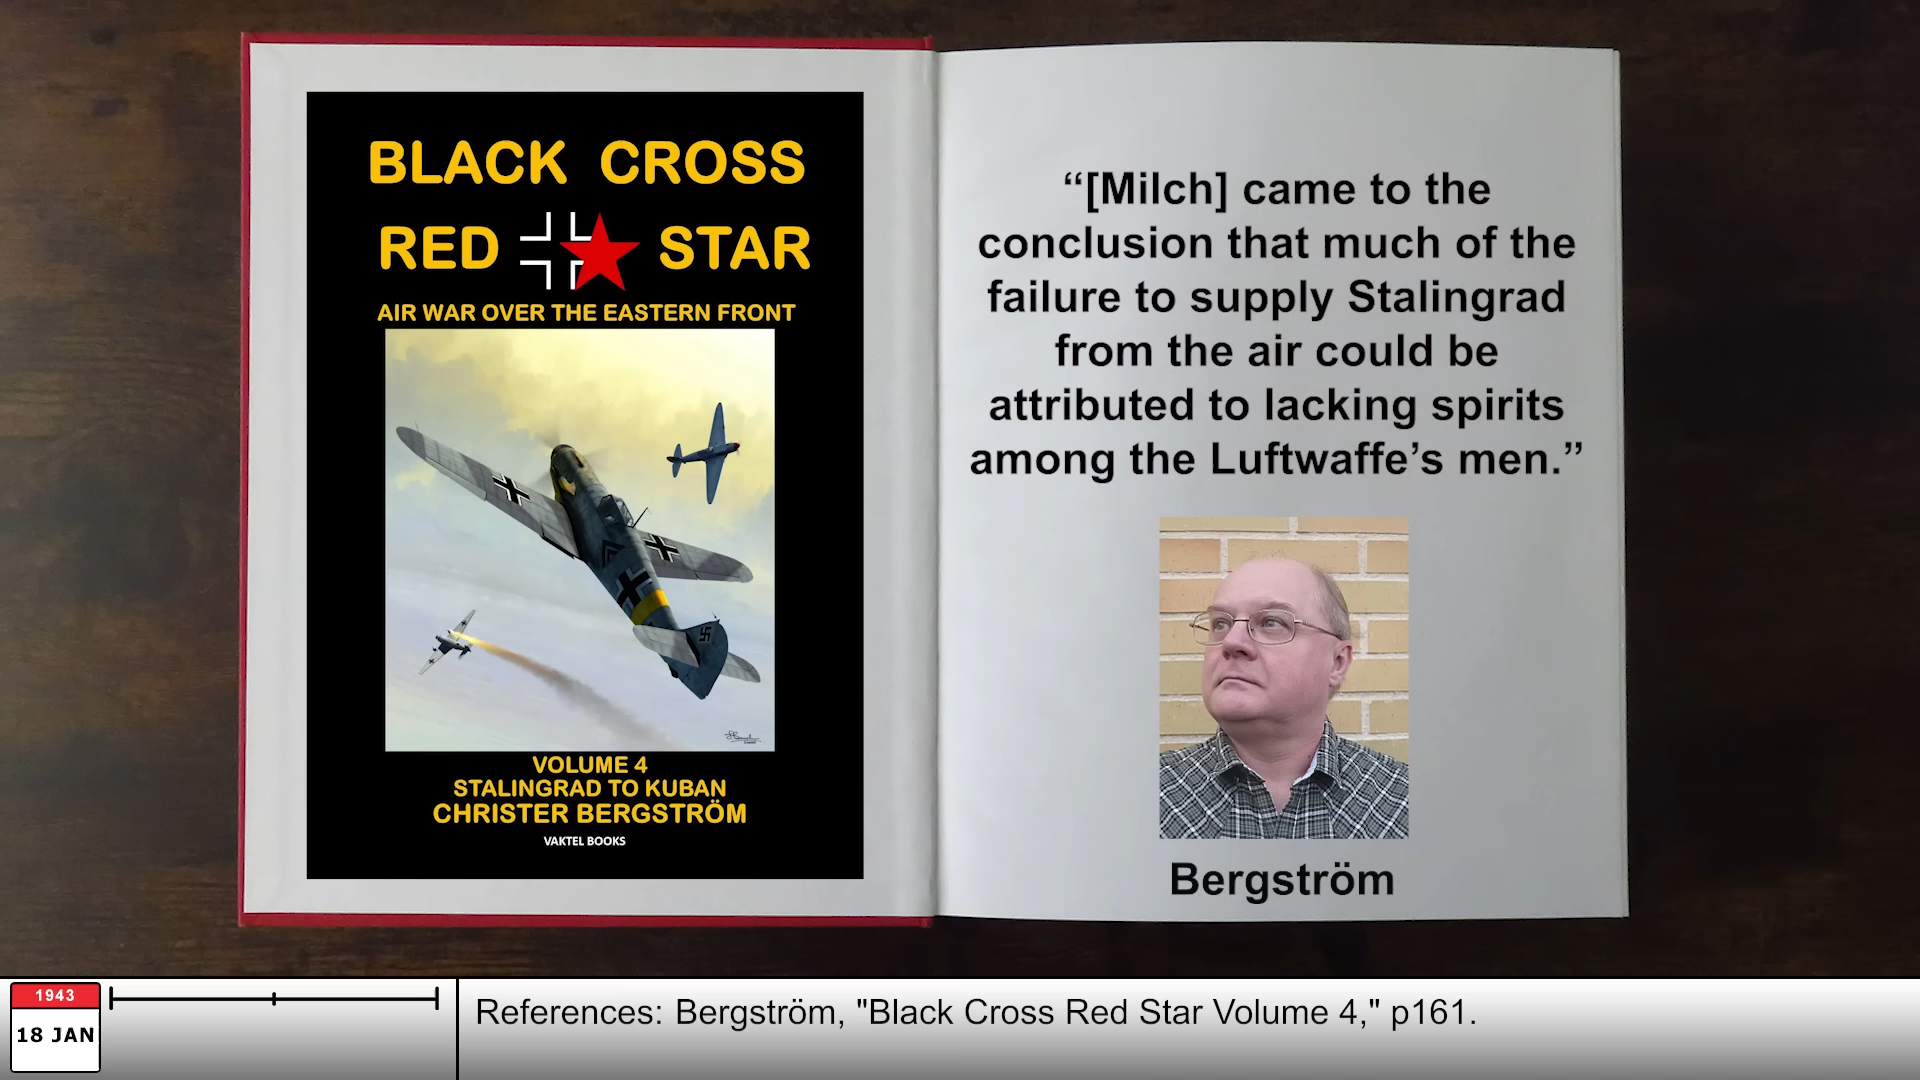 BLACK CROSS
RED STAR
AIR WAR OVER THE EASTERN FRONT
VOLUME 4
STALINGRAD TO KUBAN
CHRISTER BERGSTRÖM
VAKTEL BOOKS
“[Milch] came to the
conclusion that much of the
failure to supply Stalingrad
from the air could be
attributed to lacking spirits
among the Luftwaffe’s men.”
Bergström
1943
18 JAN
References: Bergström, "Black Cross Red Star Volume 4," p161.